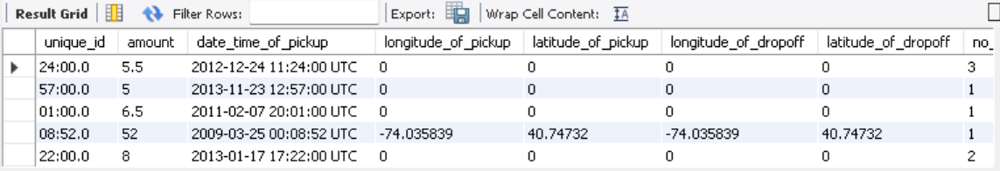 Result Grid Filter Rows: Export: Wrap Cell Content: IA
unique_id amount date_time_of_pickup longitude_of_pickup latitude_of_pickup longitude_of_dropoff latitude_of_dropoff no_
24:00.0 5.5 2012-12-24 11:24:00 UTC 0 0 0 0 3
57:00.0 5 2013-11-23 12:57:00 UTC 0 0 0 0 1
01:00.0 6.5 2011-02-07 20:01:00 UTC 0 0 0 0 1
08:52.0 52 2009-03-25 00:08:52 UTC -74.035839 40.74732 -74.035839 40.74732 1
22:00.0 8 2013-01-17 17:22:00 UTC 0 0 0 0 2